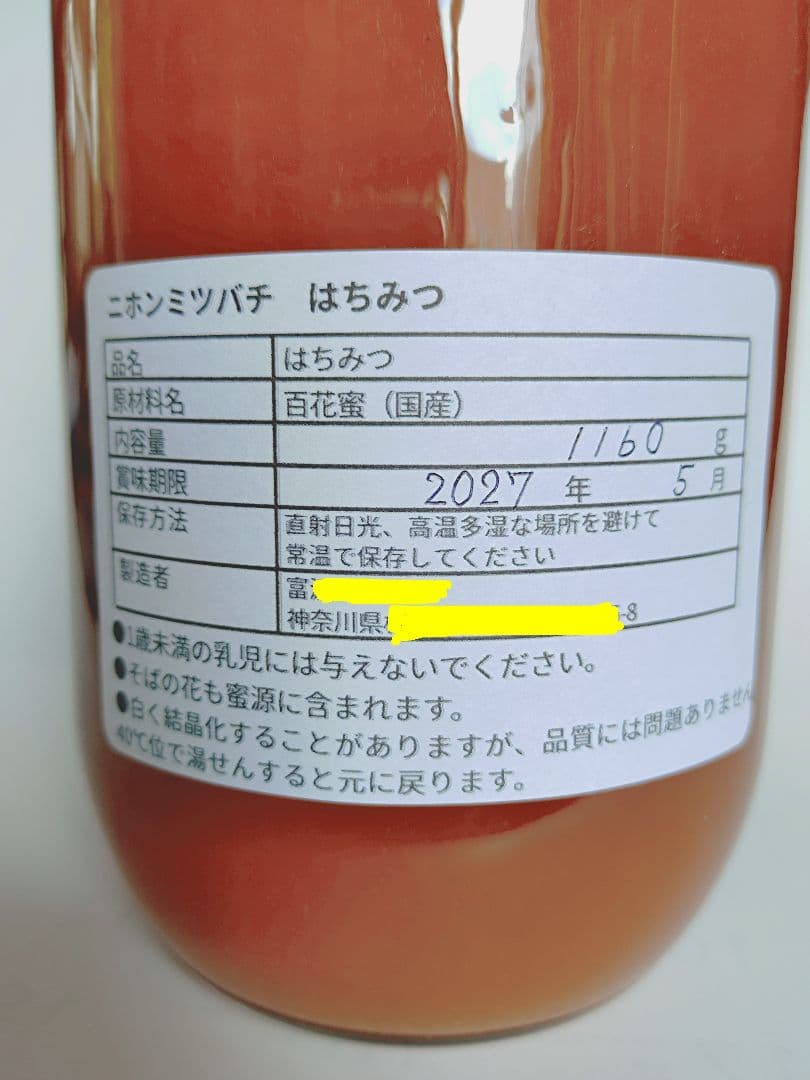 ニホンミツバチ　はちみつ
品名 はちみつ
原材料名 百花蜜（国産）
内容量 1160 g
賞味期限 2027 年 5 月
保存方法 直射日光、高温多湿な場所を避けて
常温で保存してください
製造者 富
神奈川県 -8
●1歳未満の乳児には与えないでください。
●そばの花も蜜源に含まれます。
●白く結晶化することがありますが、品質には問題ありません
40℃位で湯せんすると元に戻ります。